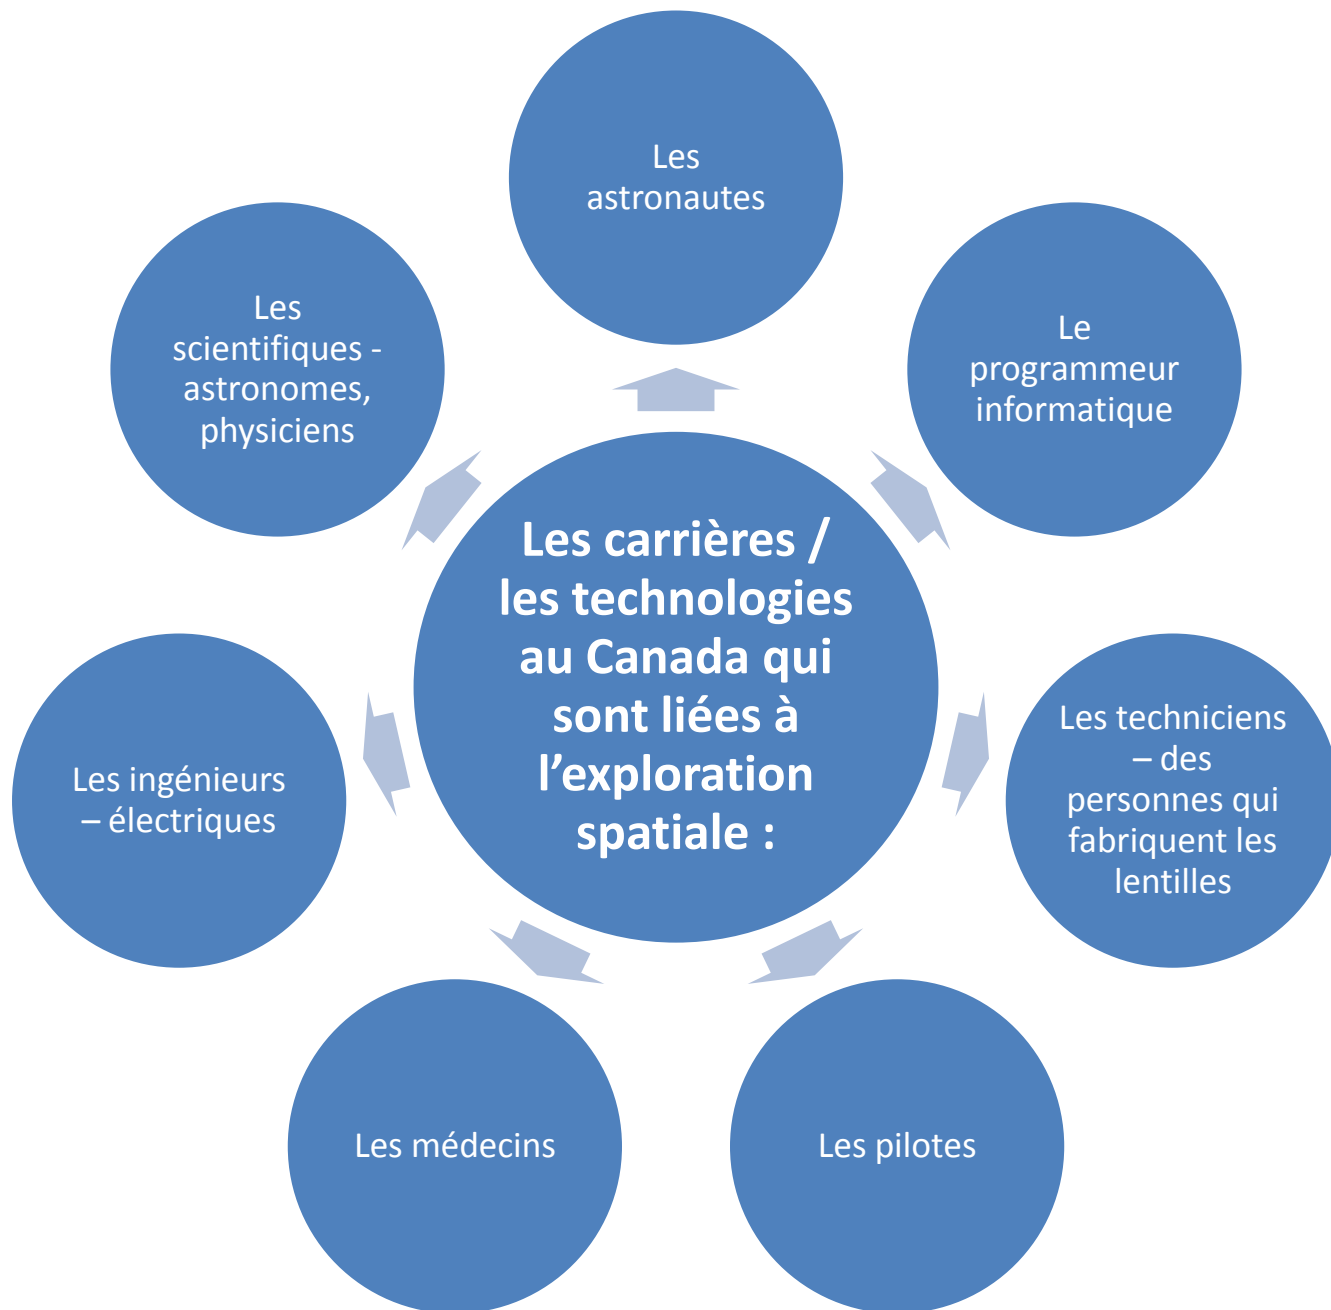 Les
astronautes
Le
programmeur
informatique
Les techniciens
– des
personnes qui
fabriquent les
lentilles
Les pilotes
Les médecins
Les ingénieurs
– électriques
Les
scientifiques -
astronomes,
physiciens
Les carrières /
les technologies
au Canada qui
sont liées à
l’exploration
spatiale :